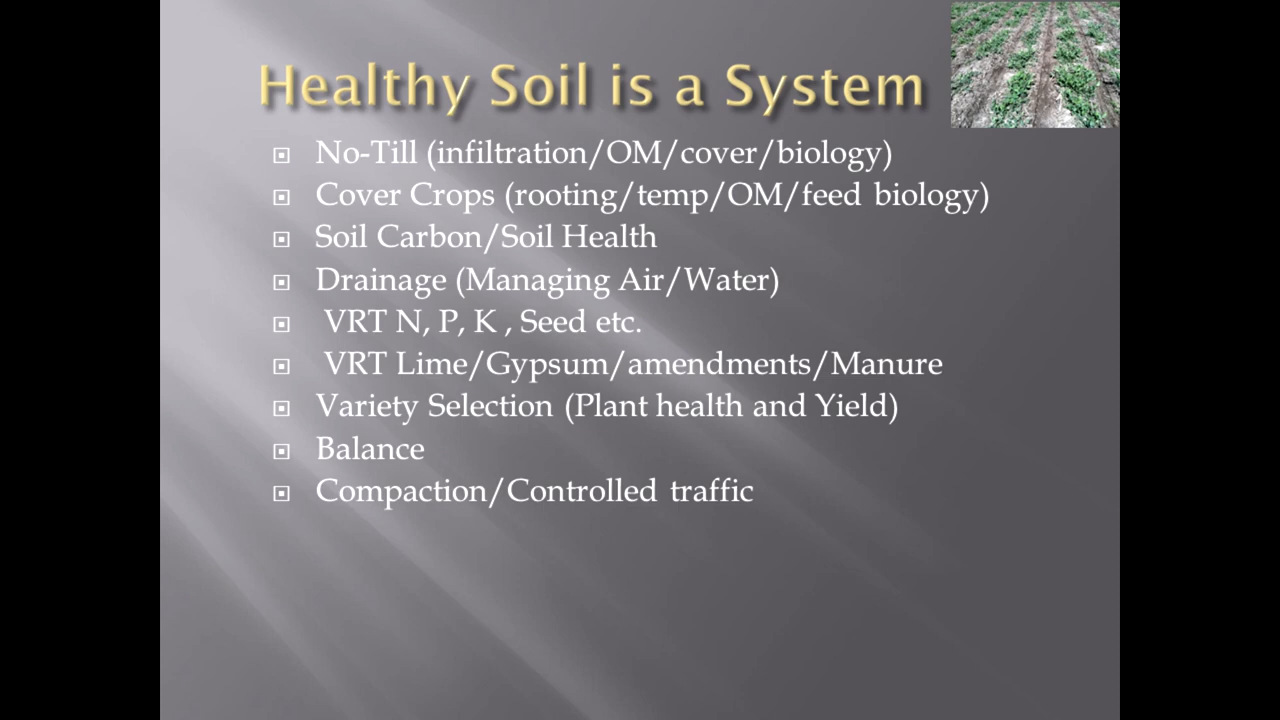 Healthy Soil is a System
No-Till (infiltration/OM/cover/biology)
Cover Crops (rooting/temp/OM/feed biology)
Soil Carbon/Soil Health
Drainage (Managing Air/Water)
VRT N, P, K , Seed etc.
VRT Lime/Gypsum/amendments/Manure
Variety Selection (Plant health and Yield)
Balance
Compaction/Controlled traffic